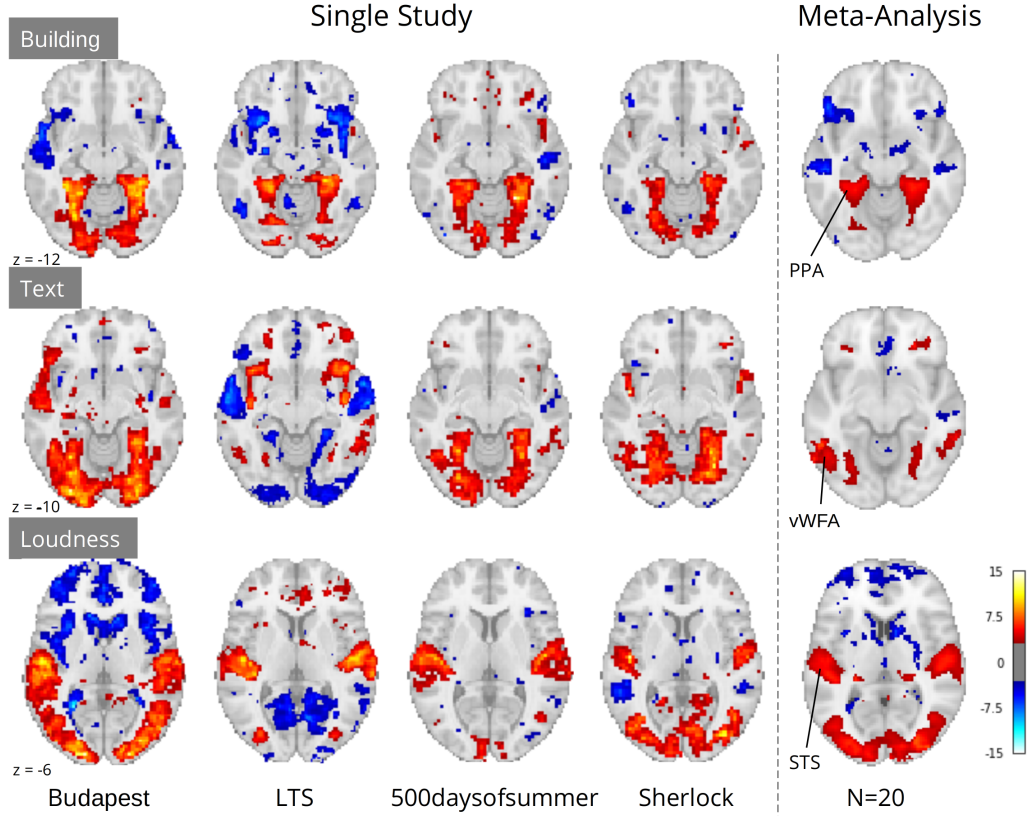 Single Study
Meta-Analysis
Building
PPA
z = -12
Text
z = -10
vWFA
Loudness
15
7.5
0
-7.5
-15
STS
z = -6
Budapest
LTS
500daysofsummer
Sherlock
N=20